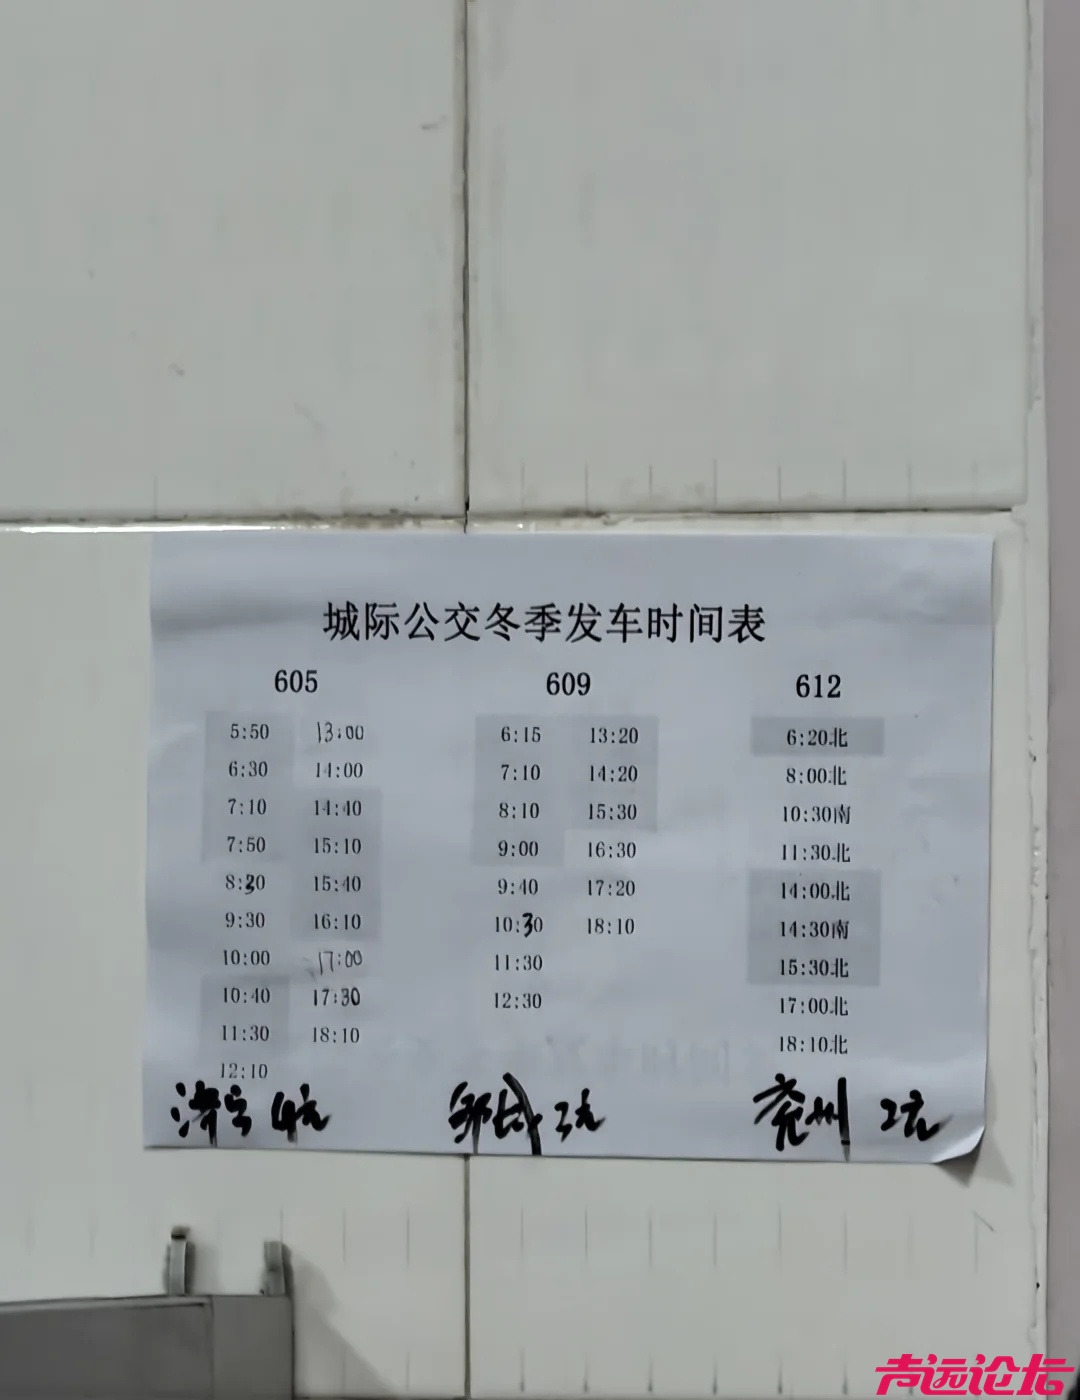 城际公交冬季发车时间表
605 609 612
5:50 13:00 6:15 13:20 6:20北
6:30 14:00 7:10 14:20 8:00北
7:10 14:40 8:10 15:30 10:30南
7:50 15:10 9:00 16:30 11:30北
8:30 15:40 9:40 17:20 14:00北
9:30 16:10 10:30 18:10 14:30南
10:00 17:00 11:30 15:30北
10:40 17:30 12:30 17:00北
11:30 18:10 18:10北
12:10
济宁 4元 邹城 3元 兖州 2元
声远论坛